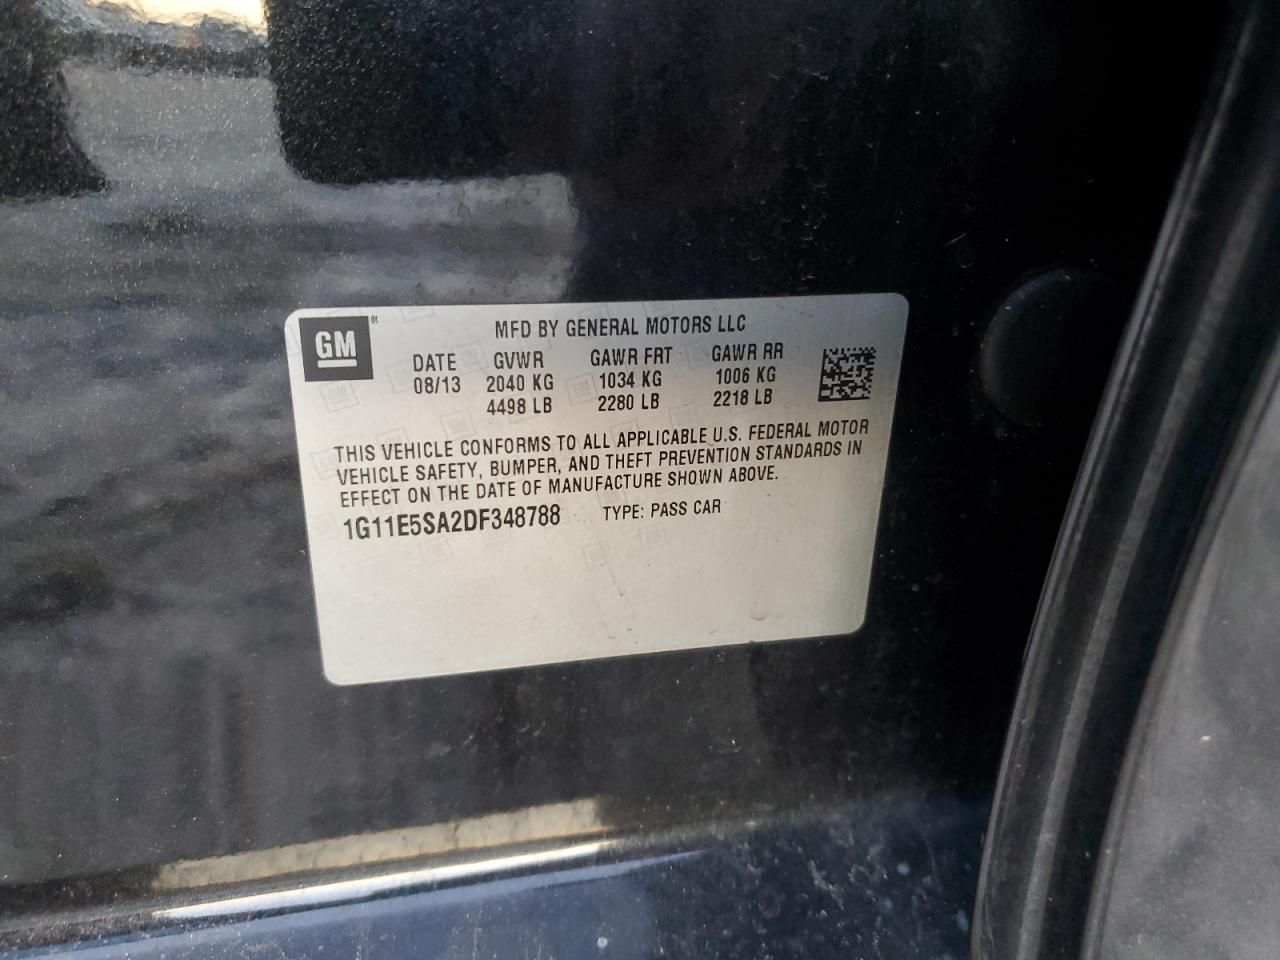 GM ®
MFD BY GENERAL MOTORS LLC
DATE GVWR GAWR FRT GAWR RR
08/13 2040 KG 1034 KG 1006 KG
4498 LB 2280 LB 2218 LB
THIS VEHICLE CONFORMS TO ALL APPLICABLE U.S. FEDERAL MOTOR
VEHICLE SAFETY, BUMPER, AND THEFT PREVENTION STANDARDS IN
EFFECT ON THE DATE OF MANUFACTURE SHOWN ABOVE.
1G11E5SA2DF348788 TYPE: PASS CAR